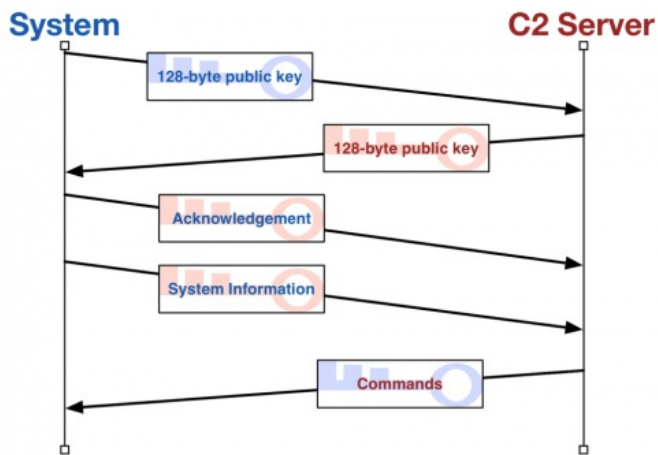 System
C2 Server
128-byte public key
128-byte public key
Acknowledgement
System Information
Commands